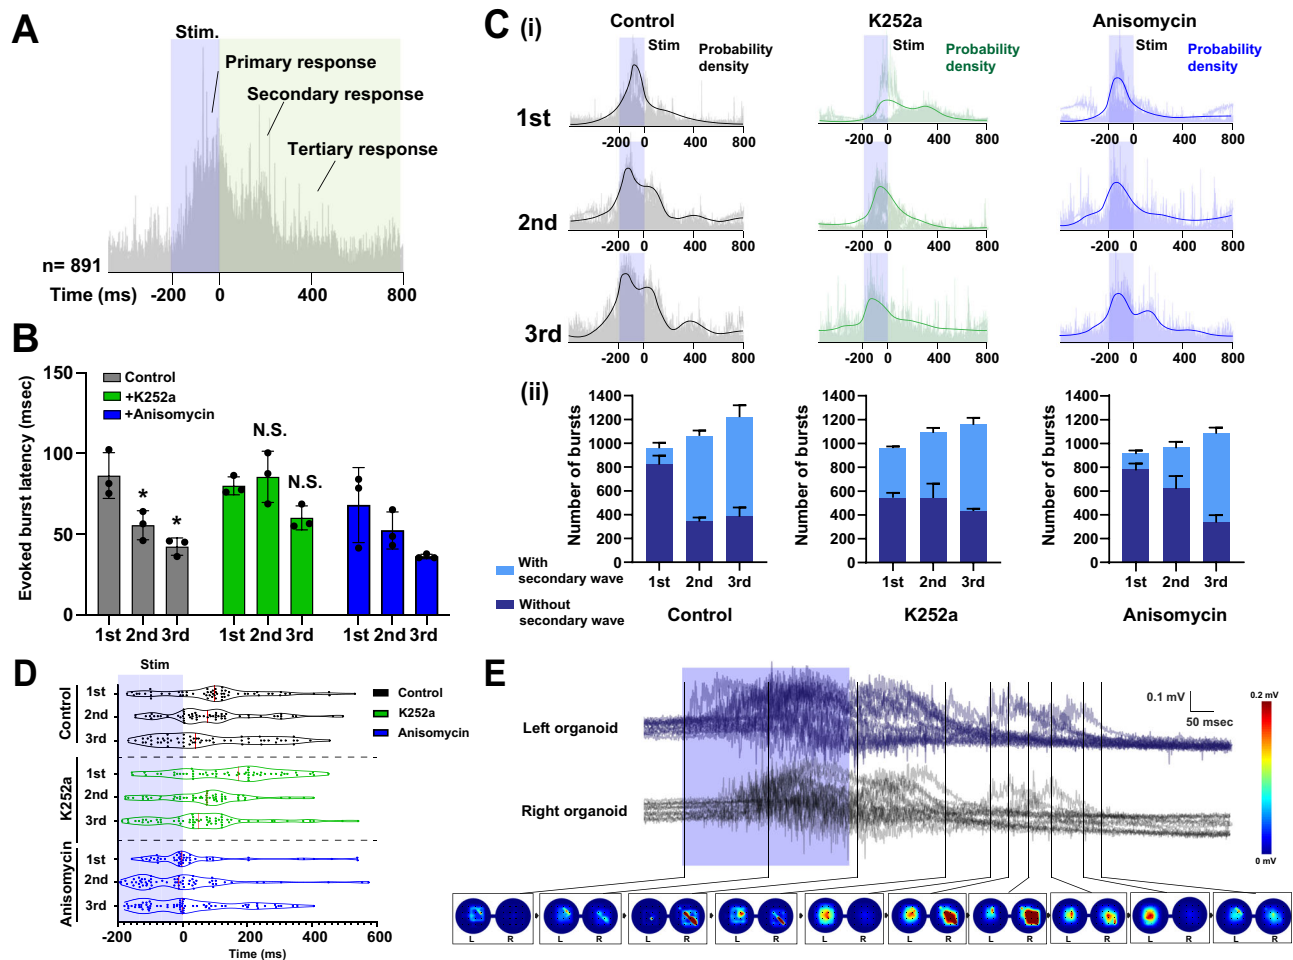 A
Stim.
Primary response
Secondary response
Tertiary response
n= 891
Time (ms)
-200 0 400 800
B
Evoked burst latency (msec)
150
100
50
0
Control
+K252a
+Anisomycin
*
*
N.S.
N.S.
1st 2nd 3rd
1st 2nd 3rd
1st 2nd 3rd
C (i)
Control
K252a
Anisomycin
Stim
Probability density
Stim
Probability density
Stim
Probability density
1st
-200 0 400 800
-200 0 400 800
-200 0 400 800
2nd
-200 0 400 800
-200 0 400 800
-200 0 400 800
3rd
-200 0 400 800
-200 0 400 800
-200 0 400 800
(ii)
Number of bursts
1400
1200
1000
800
600
400
200
0
1st 2nd 3rd
Control
Number of bursts
1400
1200
1000
800
600
400
200
0
1st 2nd 3rd
K252a
Number of bursts
1400
1200
1000
800
600
400
200
0
1st 2nd 3rd
Anisomycin
With
secondary wave
Without
secondary wave
D
Stim
Control
1st
2nd
3rd
K252a
1st
2nd
3rd
Anisomycin
1st
2nd
3rd
-200 0 200 400 600
Time (ms)
Control
K252a
Anisomycin
E
Left organoid
Right organoid
0.1 mV
50 msec
0.2 mV
0 mV
L R
L R
L R
L R
L R
L R
L R
L R
L R
L R